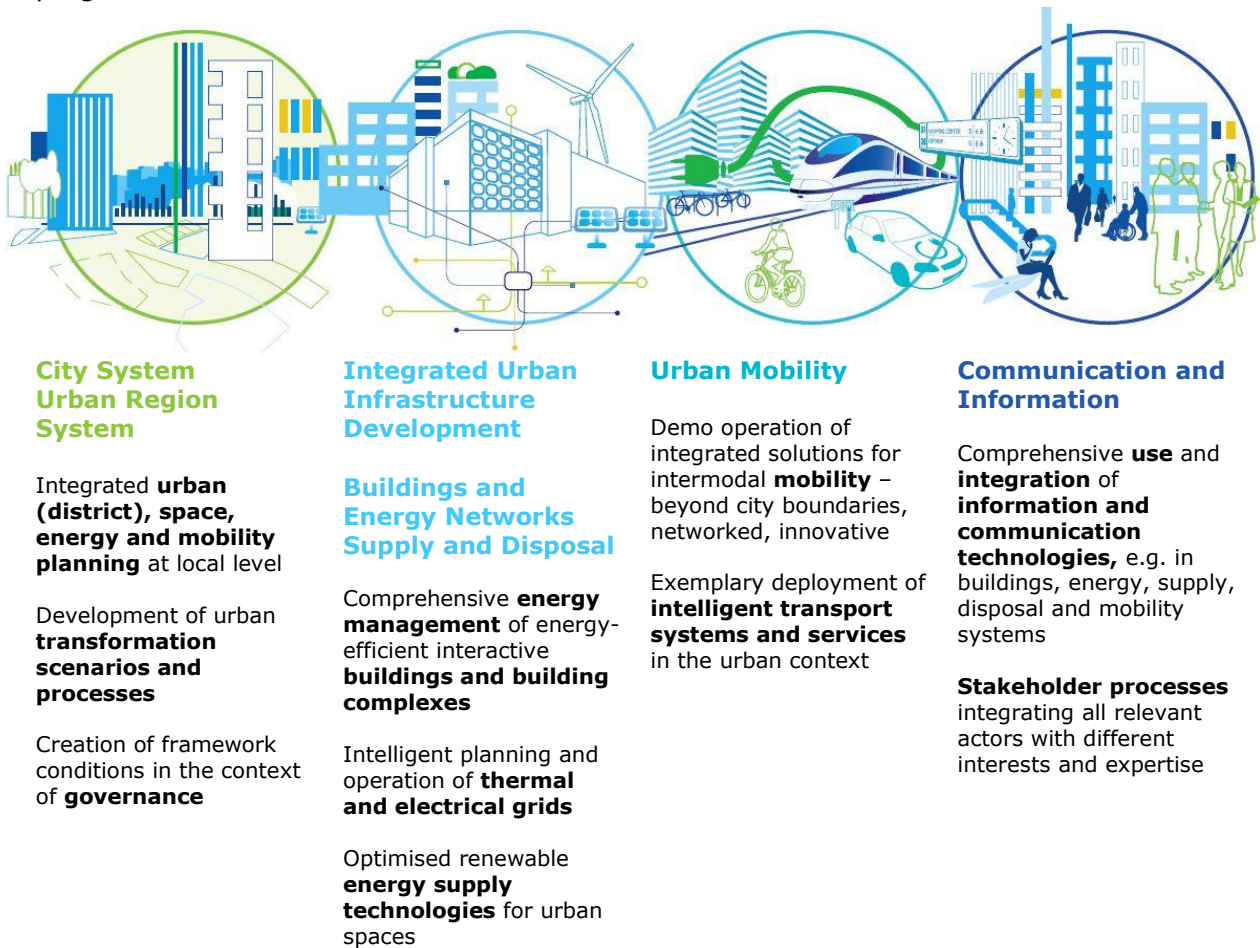 SHOPPING CENTER
City System
Urban Region
System
Integrated urban
(district), space,
energy and mobility
planning at local level
Development of urban
transformation
scenarios and
processes
Creation of framework
conditions in the context
of governance
Integrated Urban
Infrastructure
Development
Buildings and
Energy Networks
Supply and Disposal
Comprehensive energy
management of energy-
efficient interactive
buildings and building
complexes
Intelligent planning and
operation of thermal
and electrical grids
Optimised renewable
energy supply
technologies for urban
spaces
Urban Mobility
Demo operation of
integrated solutions for
intermodal mobility –
beyond city boundaries,
networked, innovative
Exemplary deployment of
intelligent transport
systems and services
in the urban context
Communication and
Information
Comprehensive use and
integration of
information and
communication
technologies, e.g. in
buildings, energy, supply,
disposal and mobility
systems
Stakeholder processes
integrating all relevant
actors with different
interests and expertise